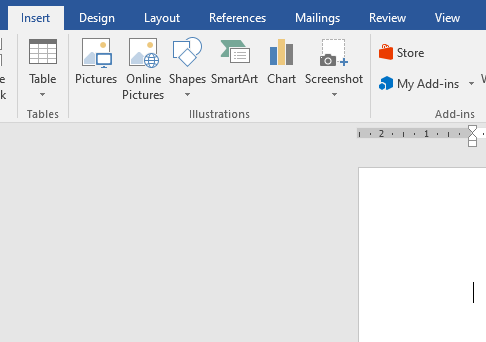 Insert Design Layout References Mailings Review View
e Table Pictures Online Shapes SmartArt Chart Screenshot Store
k Pictures My Add-ins W
Tables Illustrations Add-ins
2 1